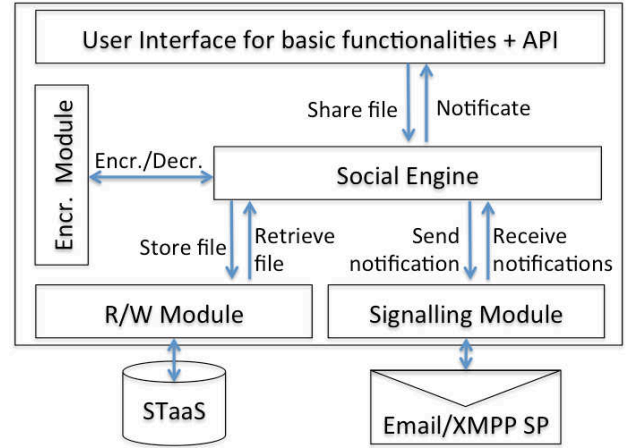 User Interface for basic functionalities + API
Share file
Notificate
Encr. Module
Encr./Decr.
Social Engine
Store file
Retrieve
file
Send
notification
Receive
notifications
R/W Module
Signalling Module
STaaS
Email/XMPP SP